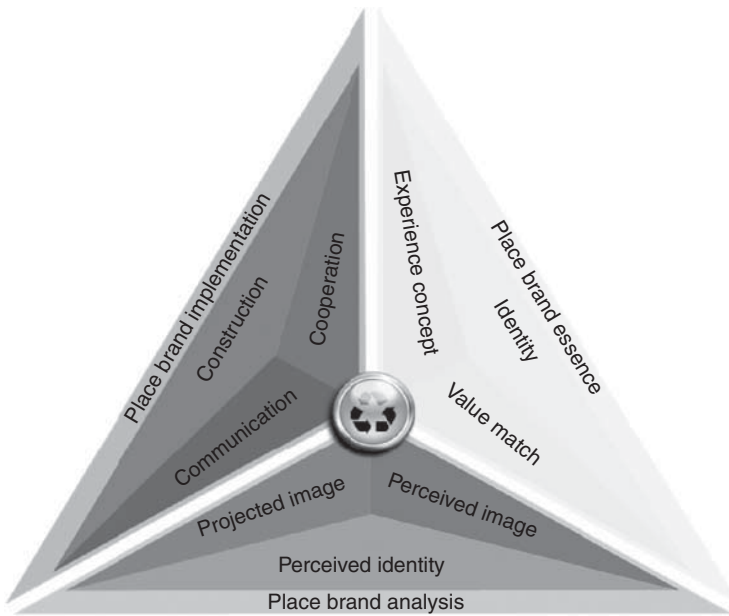 Place brand implementation
Construction
Cooperation
Communication
Experience concept
Place brand essence
Identity
Value match
Projected image
Perceived image
Perceived identity
Place brand analysis